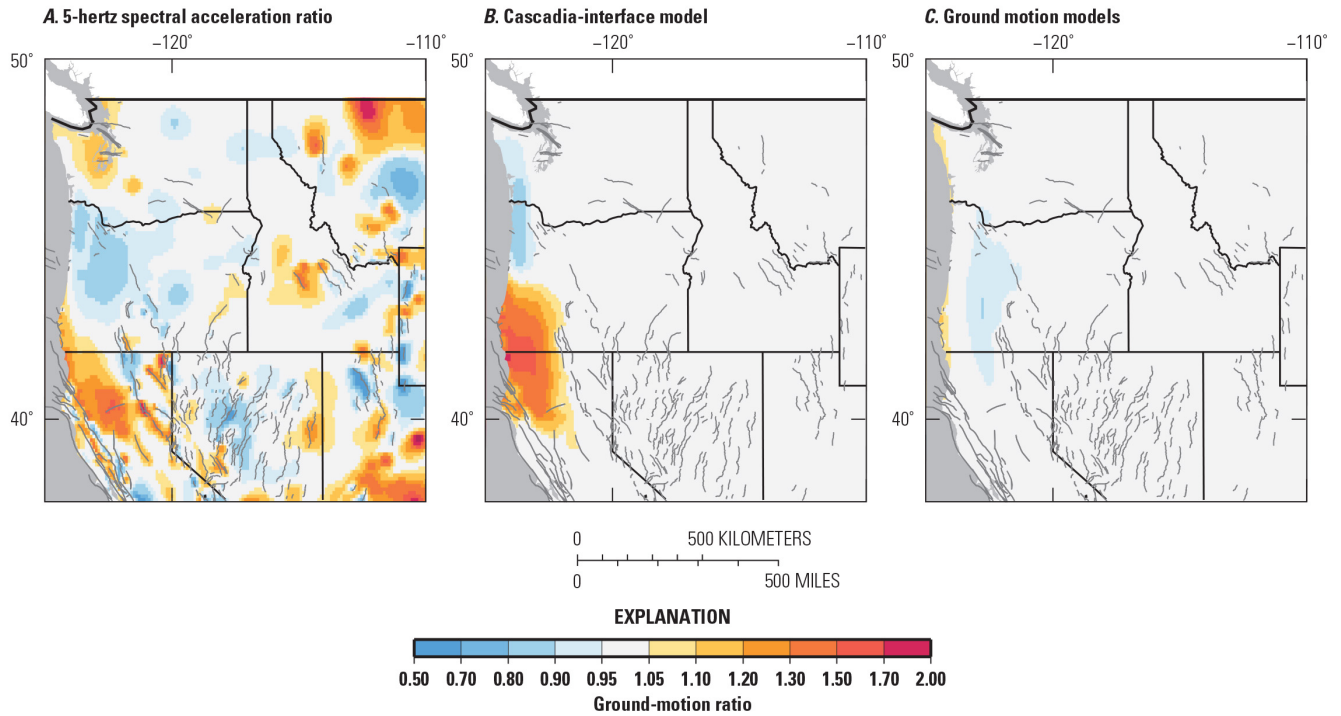 A. 5-hertz spectral acceleration ratio
B. Cascadia-interface model
C. Ground motion models
−120° −110°
−120° −110°
−120° −110°
50° 50° 50°
40° 40° 40°
0 500 KILOMETERS
0 500 MILES
EXPLANATION
0.50 0.70 0.80 0.90 0.95 1.05 1.10 1.20 1.30 1.50 1.70 2.00
Ground-motion ratio